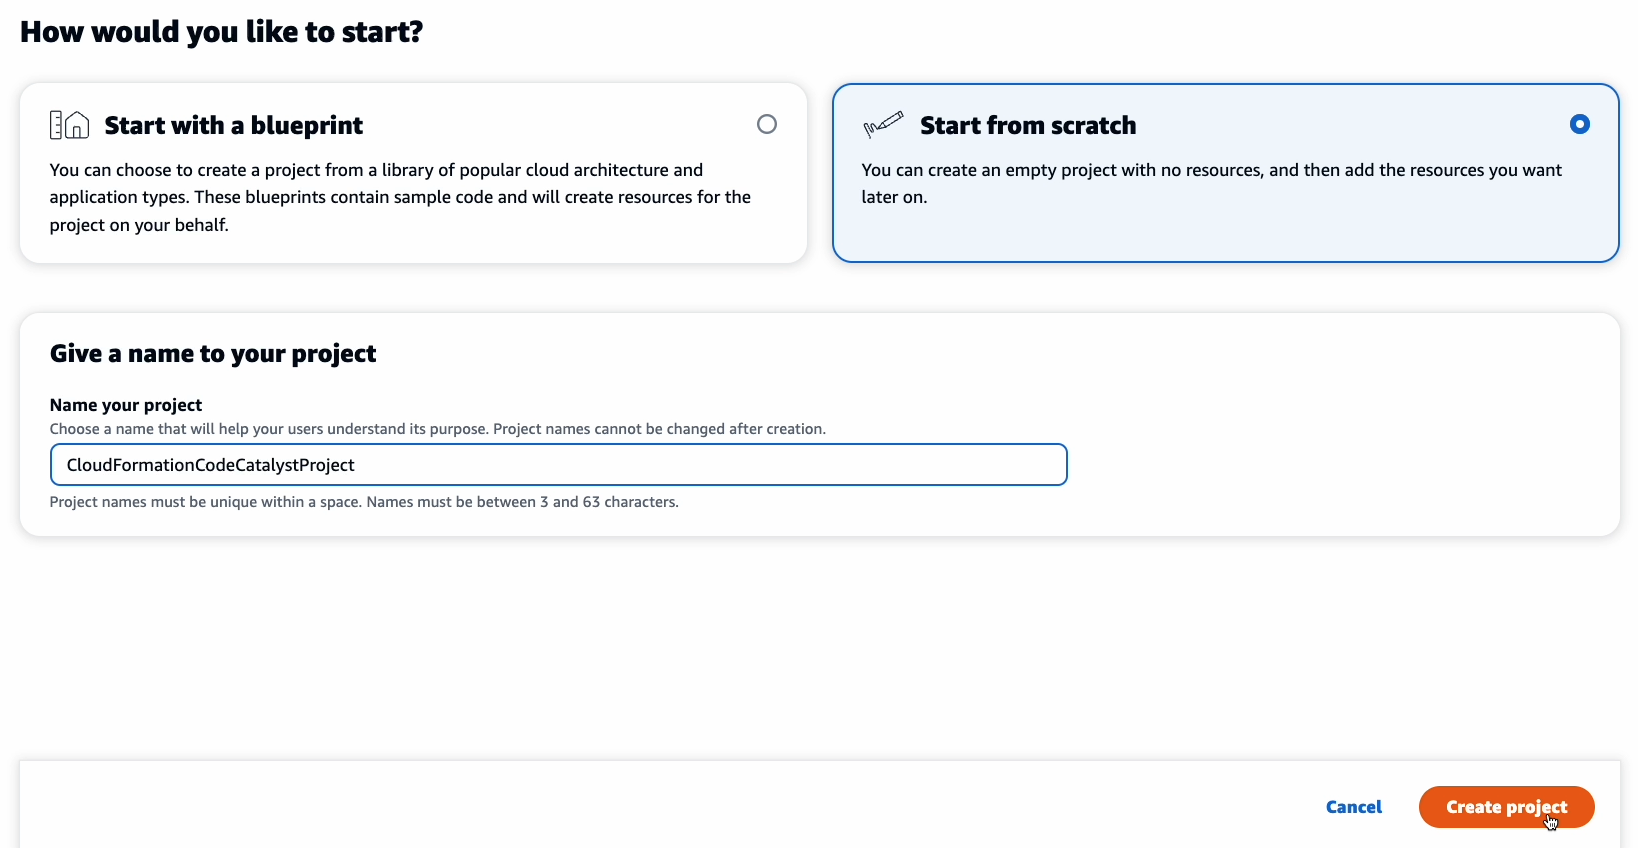 How would you like to start?
Start with a blueprint
You can choose to create a project from a library of popular cloud architecture and
application types. These blueprints contain sample code and will create resources for the
project on your behalf.
Start from scratch
You can create an empty project with no resources, and then add the resources you want
later on.
Give a name to your project
Name your project
Choose a name that will help your users understand its purpose. Project names cannot be changed after creation.
CloudFormationCodeCatalystProject
Project names must be unique within a space. Names must be between 3 and 63 characters.
Cancel
Create project